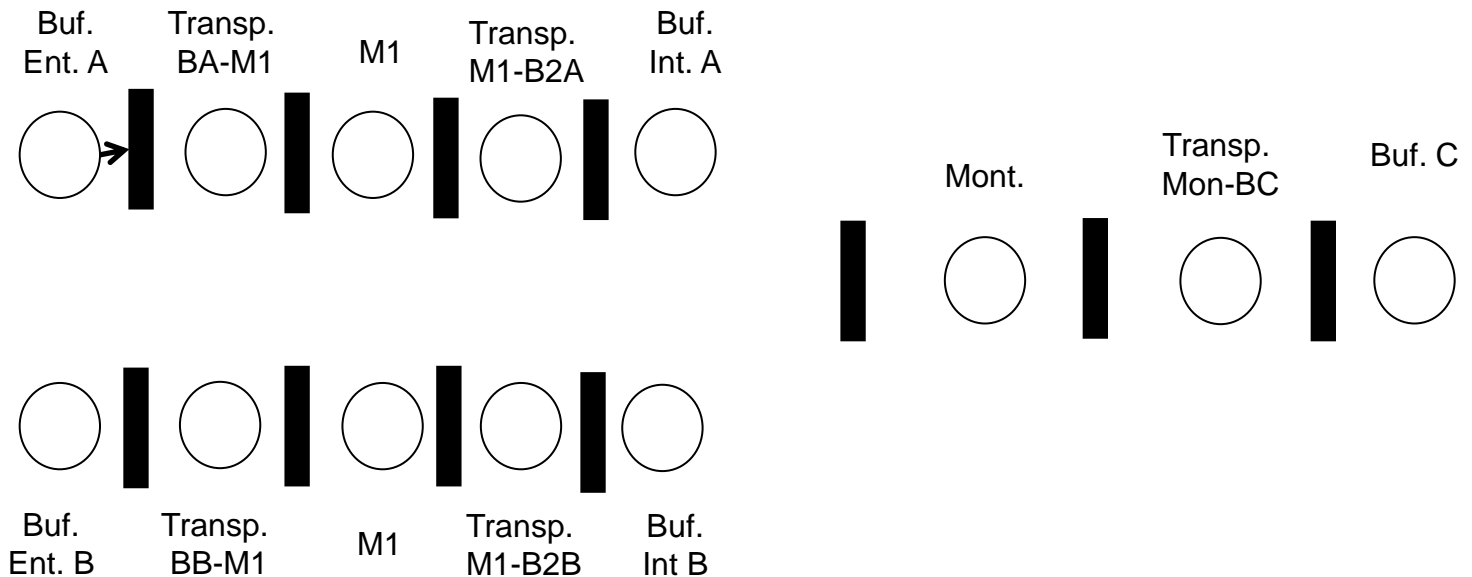 Buf.
Ent. A
Transp.
BA-M1
M1
Transp.
M1-B2A
Buf.
Int. A
Mont.
Transp.
Mon-BC
Buf. C
Buf.
Ent. B
Transp.
BB-M1
M1
Transp.
M1-B2B
Buf.
Int B